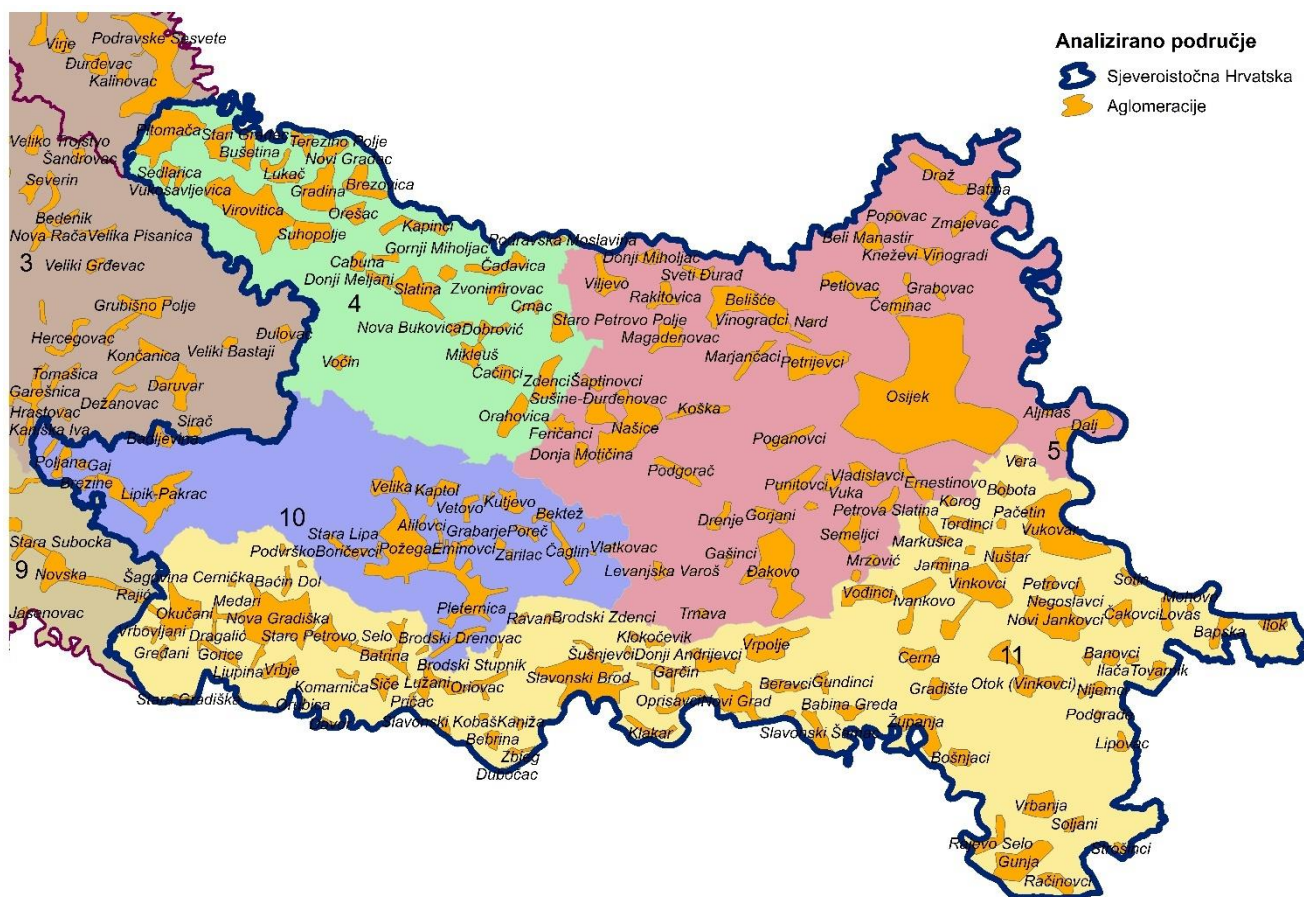 Analizirano područje
Sjeveroistočna Hrvatska
Aglomeracije
Podravske Sesvete
Virje
Đurđevac
Kalinovac
Veliko Trojstvo
Šandrovac
Severin
Bedenik
Nova Rača
Velika Pisanica
3
Veliki Grđevac
Grubišno Polje
Hercegovac
Končanica
Veliki Bastaji
Đulovac
Tomašica
Garešnica
Daruvar
Dežanovac
Hrastovac
Sirač
Kaniška Iva
Pitomača
Stari Gradac
Bušetina
Terezino Polje
Novi Gradac
Sedlarica
Lukač
Vukosavljevica
Gradina
Brezovica
Virovitica
Orešac
Suhopolje
Kapinci
Gornji Miholjac
Podravska Moslavina
Cabuna
Čađavica
Donji Meljani
Slatina
Zvonimirovac
4
Crnac
Nova Bukovica
Dobrović
Mikleuš
Voćin
Čačinci
Zdenci
Orahovica
Draž
Batina
Popovac
Zmajevac
Beli Manastir
Kneževi Vinogradi
Donji Miholjac
Sveti Đurađ
Viljevo
Rakitovica
Belišće
Petlovac
Grabovac
Čeminac
Staro Petrovo Polje
Vinogradci
Nard
Magadenovac
Marjančaci
Petrijevci
Šaptinovci
Sušine-Đurđenovac
Osijek
Koška
Našice
Feričanci
Donja Motičina
Poganovci
Aljmaš
Dalj
5
Podgorač
Punitovci
Vladislavci
Vuka
Ernestinovo
Petrova Slatina
Drenje
Gorjani
Semeljci
Gašinci
Mrzović
Levanjska Varoš
Đakovo
Trnava
Poljana
Gaj
Brezine
Lipik-Pakrac
10
Velika
Kaptol
Kutjevo
Vetovo
Bektež
Stara Lipa
Alilovci
Grabarje
Poreč
Podvrško
Boričevci
Požega
Eminovci
Zarilac
Čaglin
Vlatkovac
Pleternica
Stara Subocka
9
Novska
Rajić
Jasenovac
Šagovina Cernička
Baćin Dol
Okučani
Medari
Nova Gradiška
Vrbovljani
Dragalić
Staro Petrovo Selo
Gređani
Gorice
Batrina
Ljupina
Vrbje
Stara Gradiška
Orubica
Komarnica
Davor
Ravan
Brodski Zdenci
Brodski Drenovac
Brodski Stupnik
Siče
Lužani
Oriovac
Pričac
Slavonski Kobaš
Kaniža
Bebrina
Zbjeg
Dubočac
Klokočevik
Šušnjevci
Donji Andrijevci
Vrpolje
Slavonski Brod
Garčin
Oprisavci
Novi Grad
Klakar
Beravci
Gundinci
Babina Greda
Slavonski Šamac
Vera
Bobota
Korog
Pačetin
Tordinci
Vukovar
Markušica
Nuštar
Jarmina
Vođinci
Ivankovo
Vinkovci
Petrovci
Sotin
Negoslavci
Mohovo
Novi Jankovci
Čakovci
Lovas
Bapska
Ilok
11
Cerna
Banovci
Ilača
Tovarnik
Gradište
Otok (Vinkovci)
Nijemci
Podgrađe
Županja
Lipovac
Bošnjaci
Vrbanja
Soljani
Rajevo Selo
Strošinci
Gunja
Račinovci